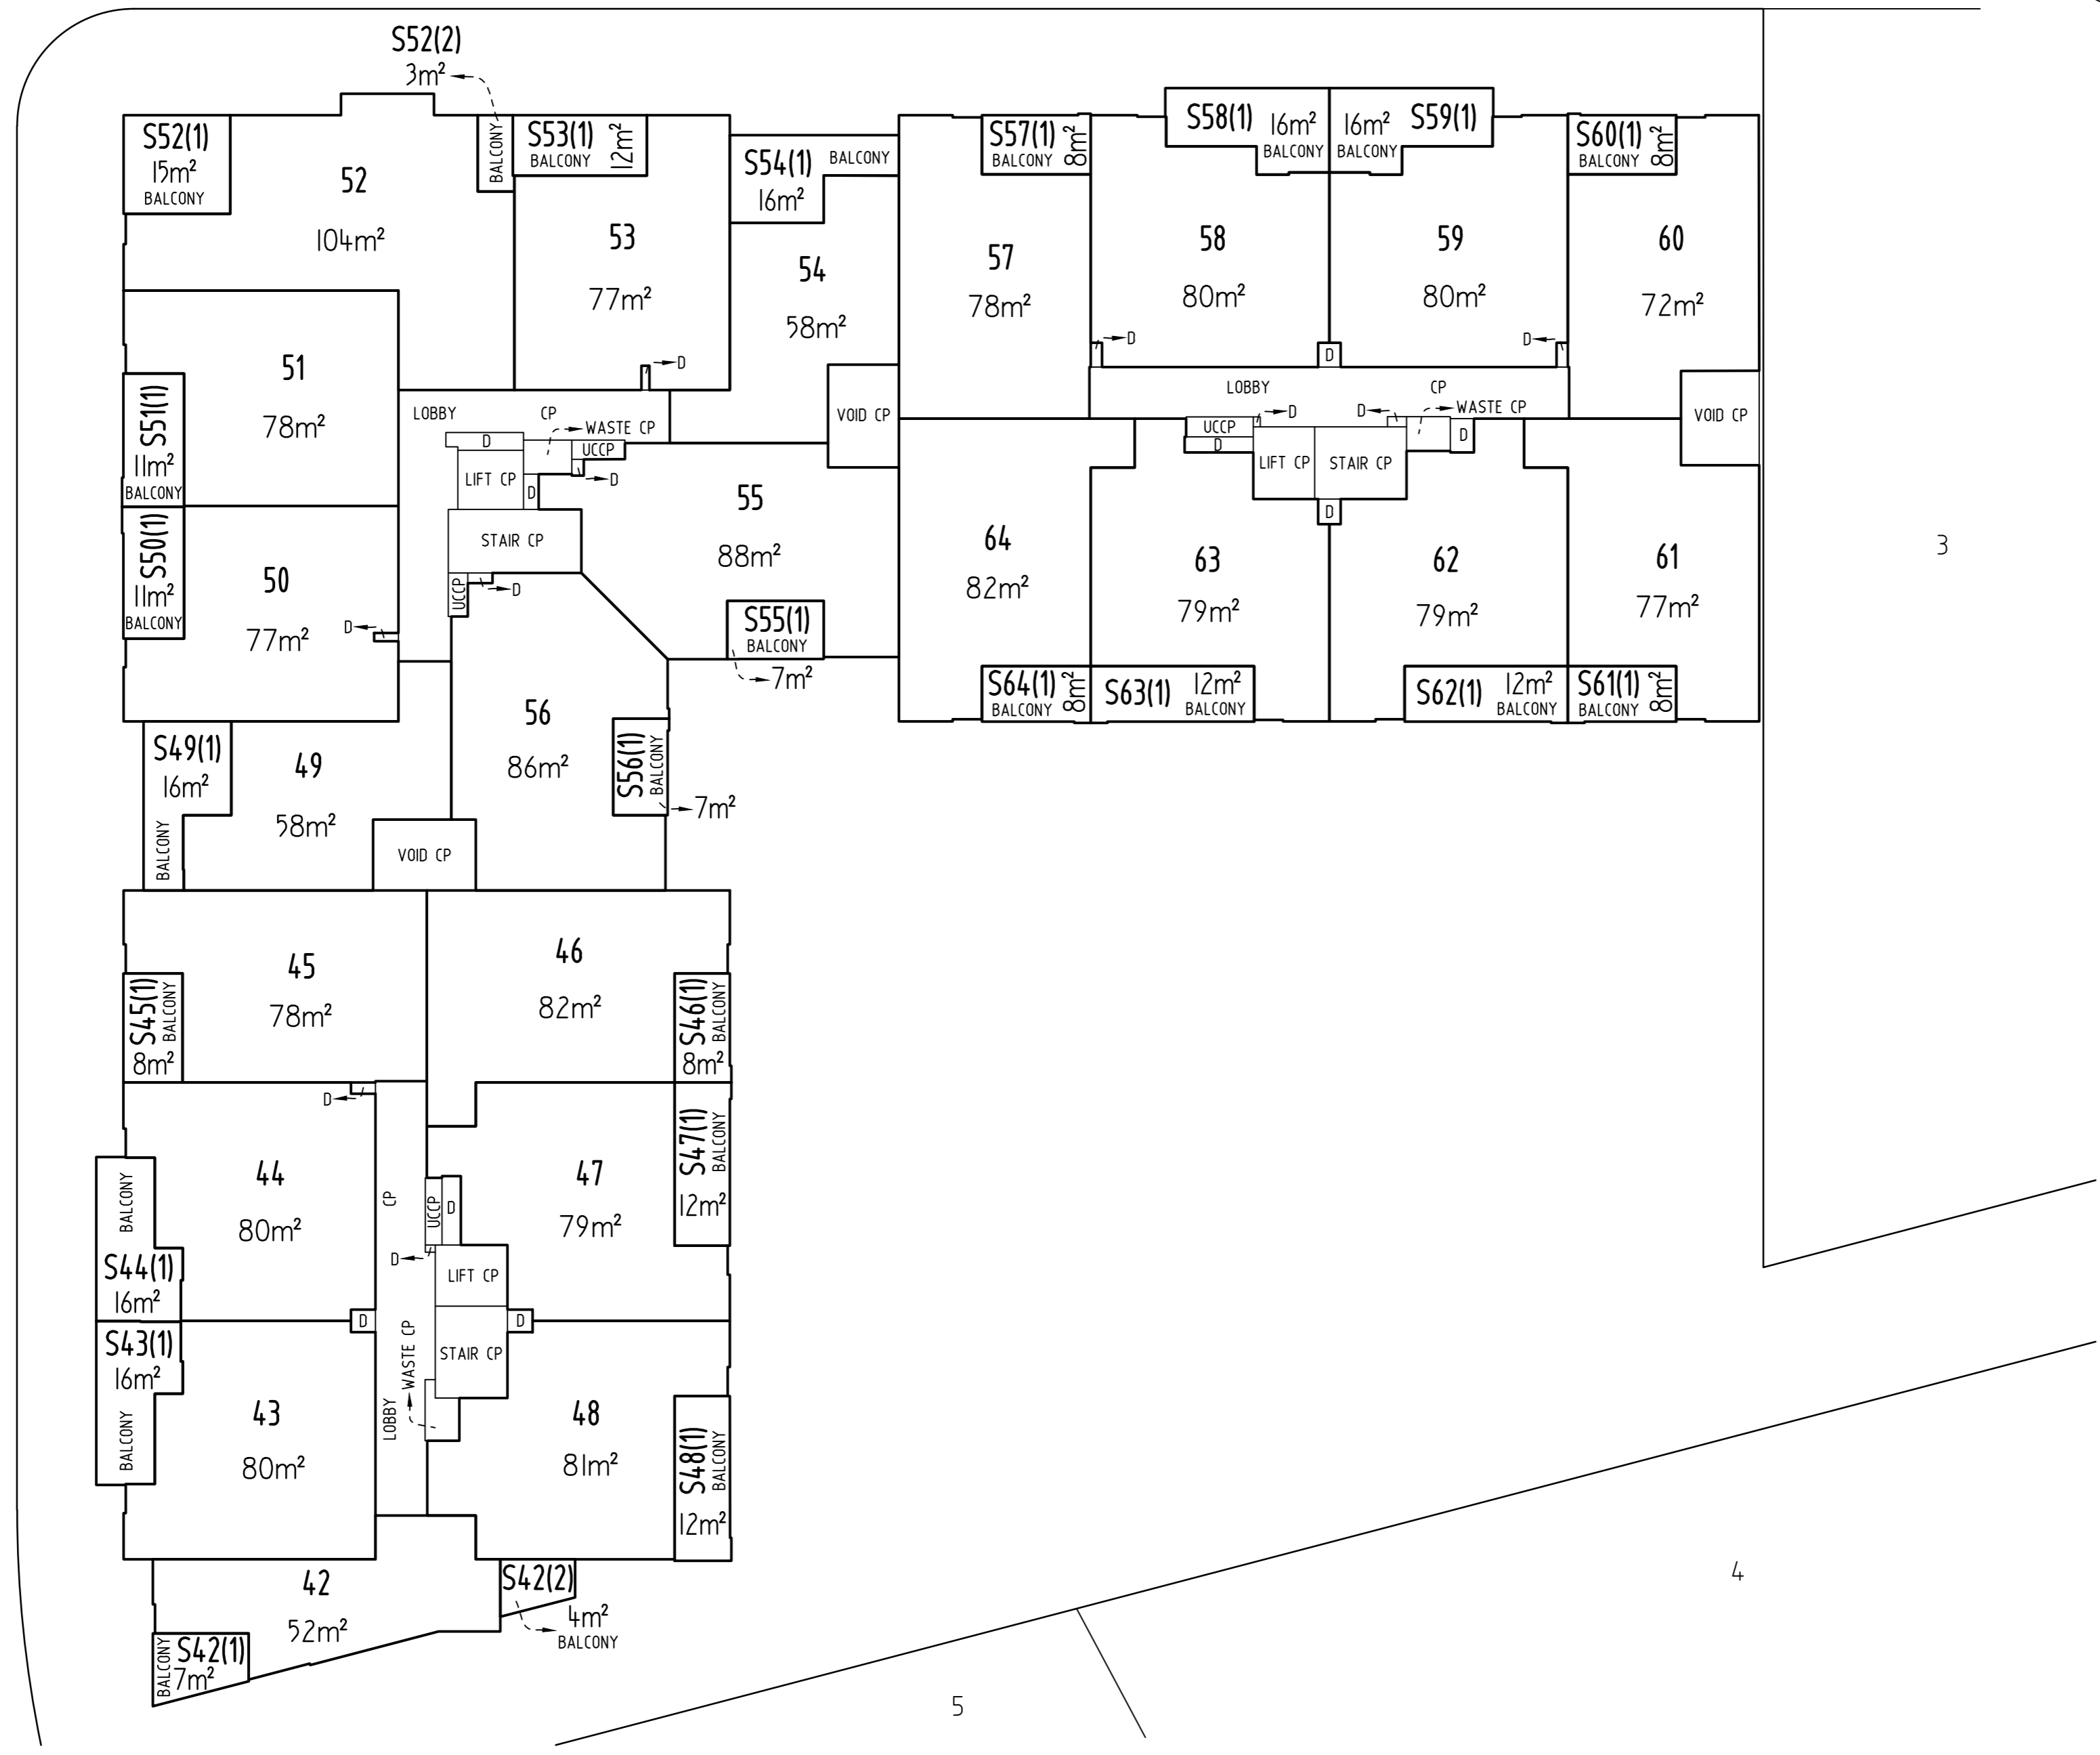 S52(2)
3m²
S52(1)
15m²
BALCONY
52
104m²
BALCONY
S53(1)
BALCONY
12m²
53
77m²
D
S54(1)
BALCONY
16m²
54
58m²
VOID CP
S57(1)
BALCONY
8m²
57
78m²
S58(1)
16m²
BALCONY
58
80m²
D
16m²
S59(1)
BALCONY
59
80m²
D
D
S60(1)
BALCONY
8m²
60
72m²
VOID CP
LOBBY
CP
WASTE CP
UCCP
D
D
D
LIFT CP
STAIR CP
D
D
51
78m²
S51(1)
11m²
BALCONY
S50(1)
11m²
BALCONY
50
77m²
D
LOBBY
CP
WASTE CP
UCCP
D
D
LIFT CP
D
STAIR CP
UCCP
D
55
88m²
S55(1)
BALCONY
7m²
64
82m²
S64(1)
BALCONY
8m²
63
79m²
S63(1)
12m²
BALCONY
62
79m²
S62(1)
12m²
BALCONY
61
77m²
S61(1)
BALCONY
8m²
3
S49(1)
16m²
BALCONY
49
58m²
VOID CP
56
86m²
S56(1)
BALCONY
7m²
45
78m²
S45(1)
BALCONY
8m²
46
82m²
S46(1)
BALCONY
8m²
D
44
80m²
BALCONY
S44(1)
16m²
CP
UCCP
D
D
LIFT CP
47
79m²
S47(1)
BALCONY
12m²
D
D
S43(1)
16m²
BALCONY
43
80m²
WASTE CP
LOBBY
STAIR CP
48
81m²
S48(1)
BALCONY
12m²
42
52m²
S42(1)
7m²
BALCONY
S42(2)
4m²
BALCONY
4
5